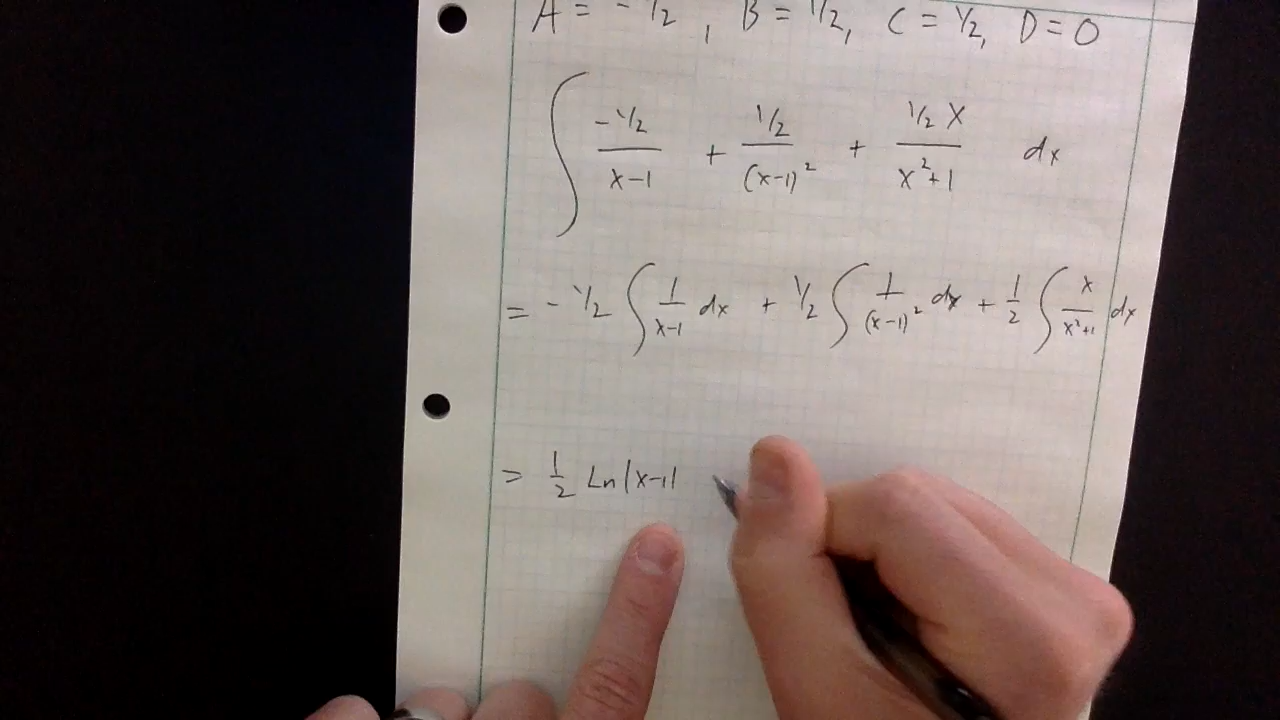 A = - 1/2, B = 1/2, C = 1/2, D = 0
∫ (-1/2)/(x-1) + (1/2)/(x-1)² + (1/2 x)/(x²+1) dx
= - 1/2 ∫ 1/(x-1) dx + 1/2 ∫ 1/(x-1)² dx + 1/2 ∫ x/(x²+1) dx
= 1/2 Ln|x-1|